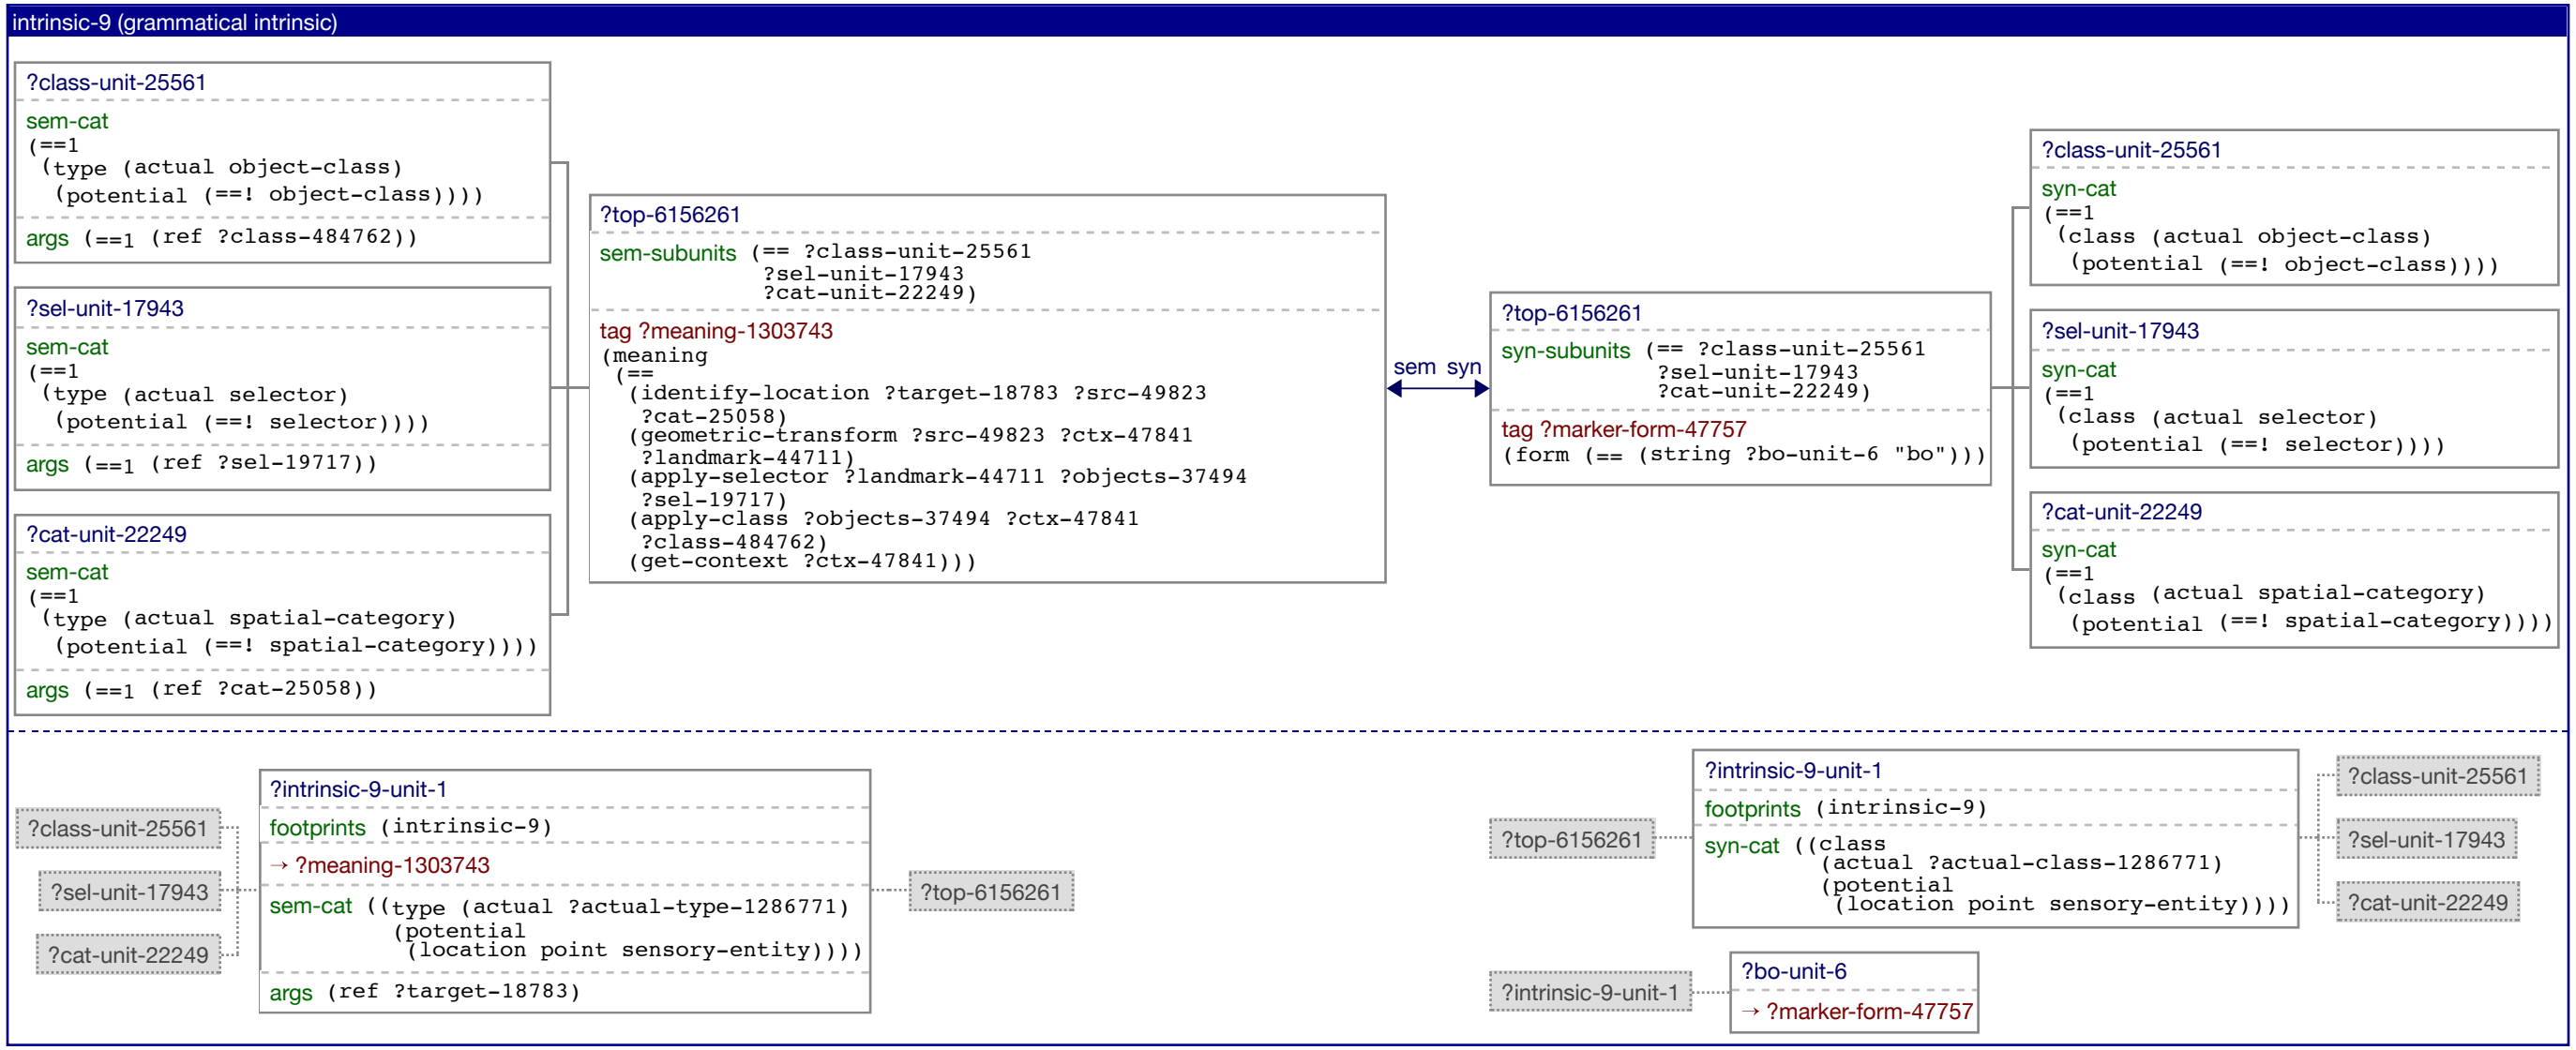 intrinsic-9 (grammatical intrinsic)
?class-unit-25561
sem-cat
(==1
(type (actual object-class)
(potential (==! object-class))))
args (==1 (ref ?class-484762))
?sel-unit-17943
sem-cat
(==1
(type (actual selector)
(potential (==! selector))))
args (==1 (ref ?sel-19717))
?cat-unit-22249
sem-cat
(==1
(type (actual spatial-category)
(potential (==! spatial-category))))
args (==1 (ref ?cat-25058))
?top-6156261
sem-subunits (== ?class-unit-25561
?sel-unit-17943
?cat-unit-22249)
tag ?meaning-1303743
(meaning
(==
(identify-location ?target-18783 ?src-49823
?cat-25058)
(geometric-transform ?src-49823 ?ctx-47841
?landmark-44711)
(apply-selector ?landmark-44711 ?objects-37494
?sel-19717)
(apply-class ?objects-37494 ?ctx-47841
?class-484762)
(get-context ?ctx-47841)))
sem syn
?top-6156261
syn-subunits (== ?class-unit-25561
?sel-unit-17943
?cat-unit-22249)
tag ?marker-form-47757
(form (== (string ?bo-unit-6 "bo")))
?class-unit-25561
syn-cat
(==1
(class (actual object-class)
(potential (==! object-class))))
?sel-unit-17943
syn-cat
(==1
(class (actual selector)
(potential (==! selector))))
?cat-unit-22249
syn-cat
(==1
(class (actual spatial-category)
(potential (==! spatial-category))))
?class-unit-25561
?sel-unit-17943
?cat-unit-22249
?intrinsic-9-unit-1
footprints (intrinsic-9)
→ ?meaning-1303743
sem-cat ((type (actual ?actual-type-1286771)
(potential
(location point sensory-entity))))
args (ref ?target-18783)
?top-6156261
?top-6156261
?intrinsic-9-unit-1
footprints (intrinsic-9)
syn-cat ((class
(actual ?actual-class-1286771)
(potential
(location point sensory-entity))))
?class-unit-25561
?sel-unit-17943
?cat-unit-22249
?intrinsic-9-unit-1
?bo-unit-6
→ ?marker-form-47757